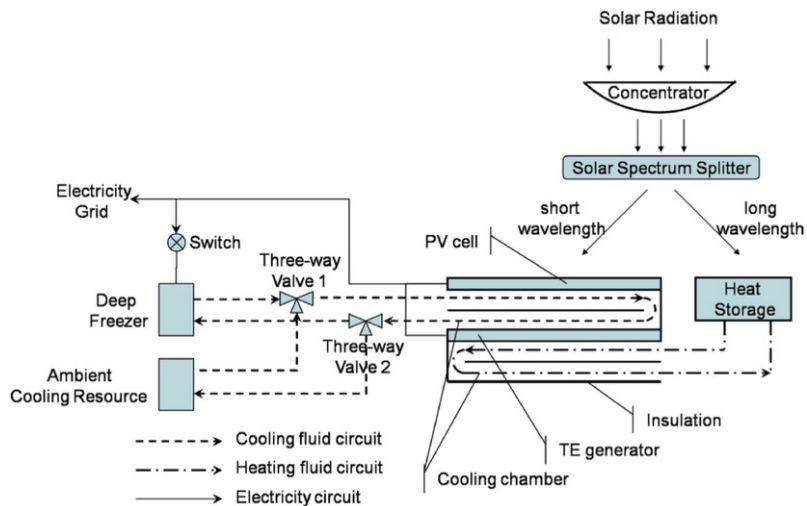 Solar Radiation
Concentrator
Solar Spectrum Splitter
Electricity
Grid
short
wavelength
long
wavelength
Switch
PV cell
Three-way
Valve 1
Heat
Storage
Deep
Freezer
Three-way
Valve 2
Ambient
Cooling Resource
Insulation
Cooling fluid circuit
TE generator
Heating fluid circuit
Cooling chamber
Electricity circuit